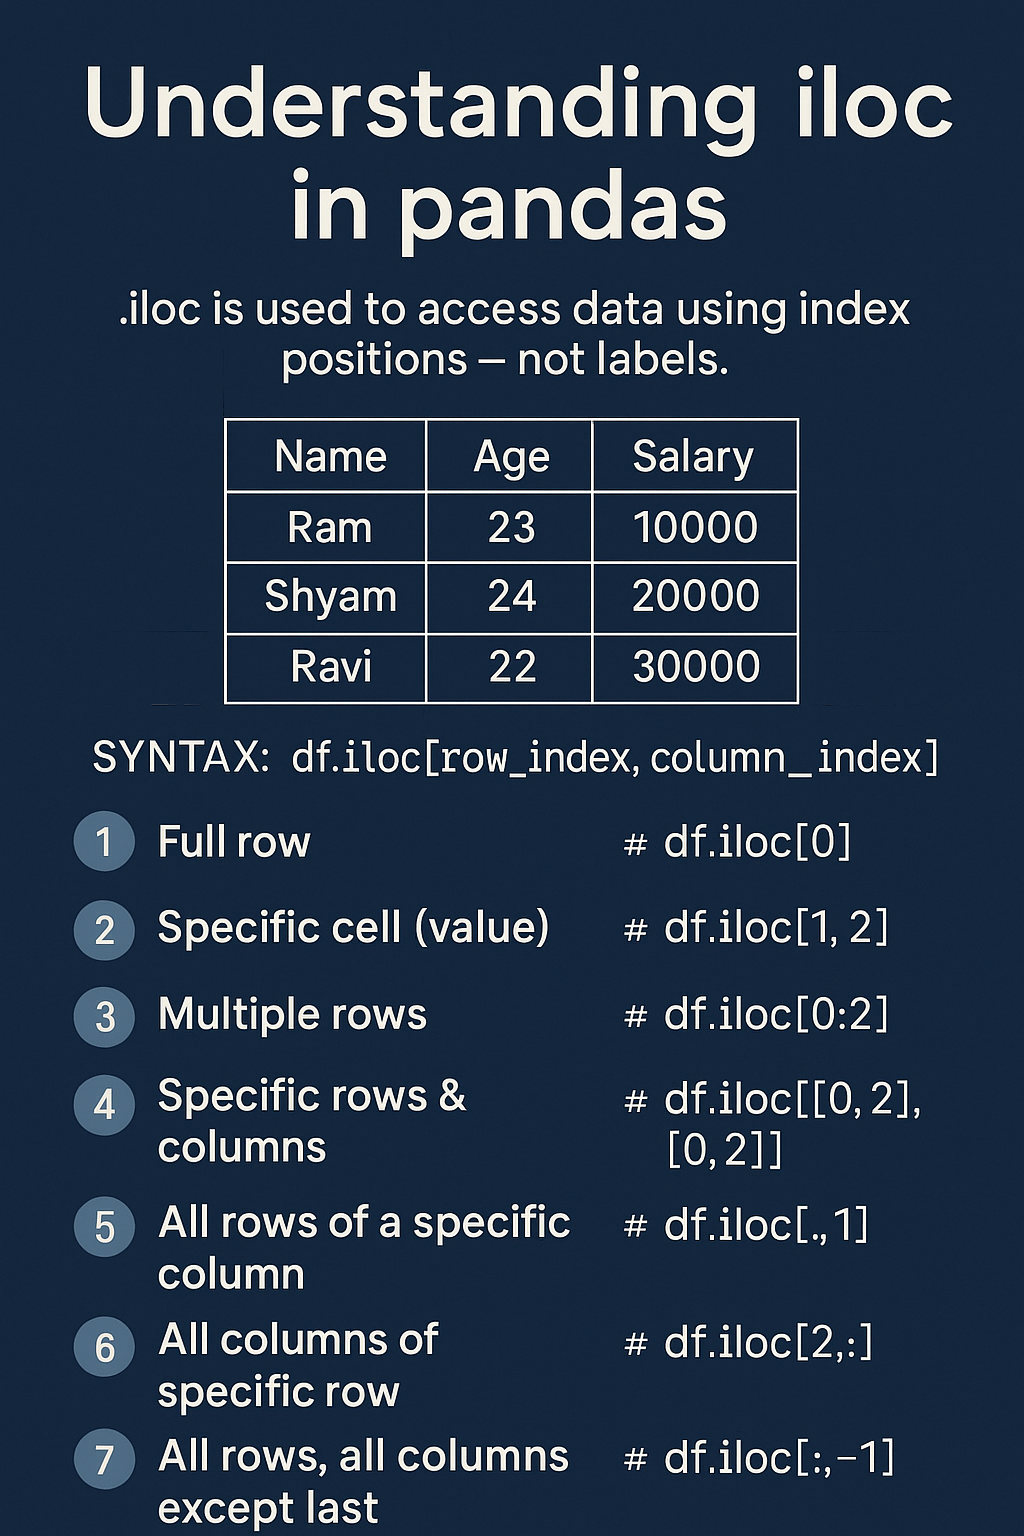 Understanding iloc
in pandas
.iloc is used to access data using index
positions – not labels.
Name Age Salary
Ram 23 10000
Shyam 24 20000
Ravi 22 30000
SYNTAX: df.iloc[row_index, column_index]
1 Full row # df.iloc[0]
2 Specific cell (value) # df.iloc[1, 2]
3 Multiple rows # df.iloc[0:2]
4 Specific rows & # df.iloc[[0, 2],
columns [0, 2]]
5 All rows of a specific # df.iloc[., 1]
column
6 All columns of # df.iloc[2,:]
specific row
7 All rows, all columns # df.iloc[:,−1]
except last